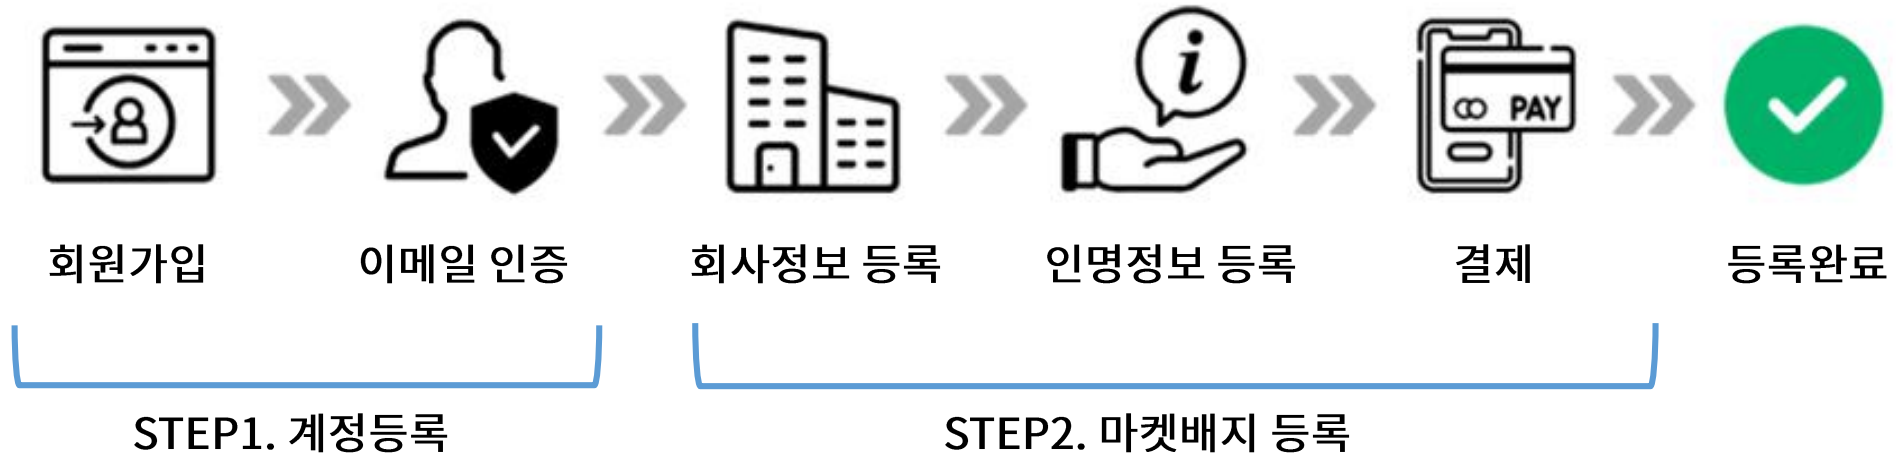 i
PAY
회원가입
이메일 인증
회사정보 등록
인명정보 등록
결제
등록완료
STEP1. 계정등록
STEP2. 마켓배지 등록